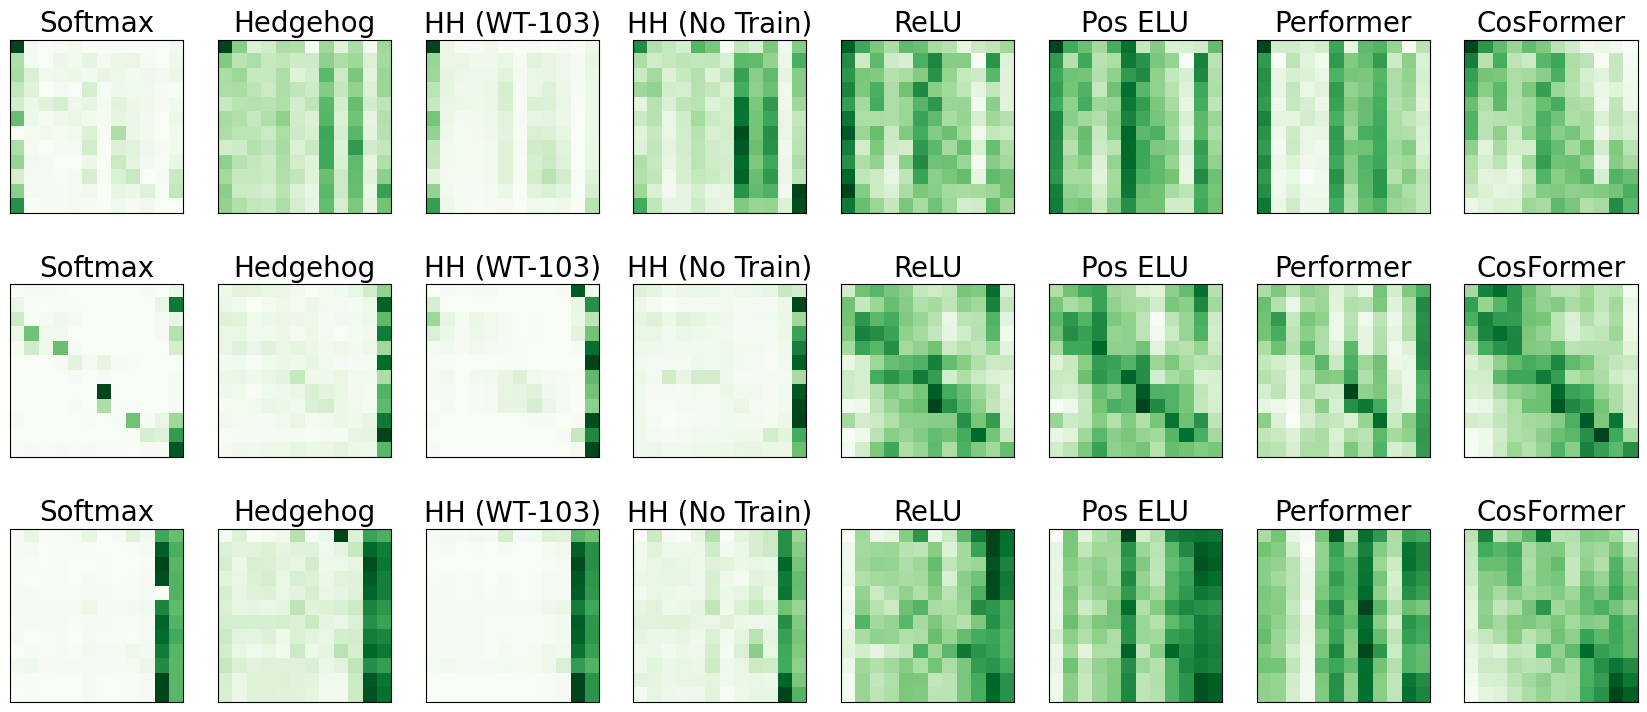 Softmax Hedgehog HH (WT-103) HH (No Train) ReLU Pos ELU Performer CosFormer
Softmax Hedgehog HH (WT-103) HH (No Train) ReLU Pos ELU Performer CosFormer
Softmax Hedgehog HH (WT-103) HH (No Train) ReLU Pos ELU Performer CosFormer